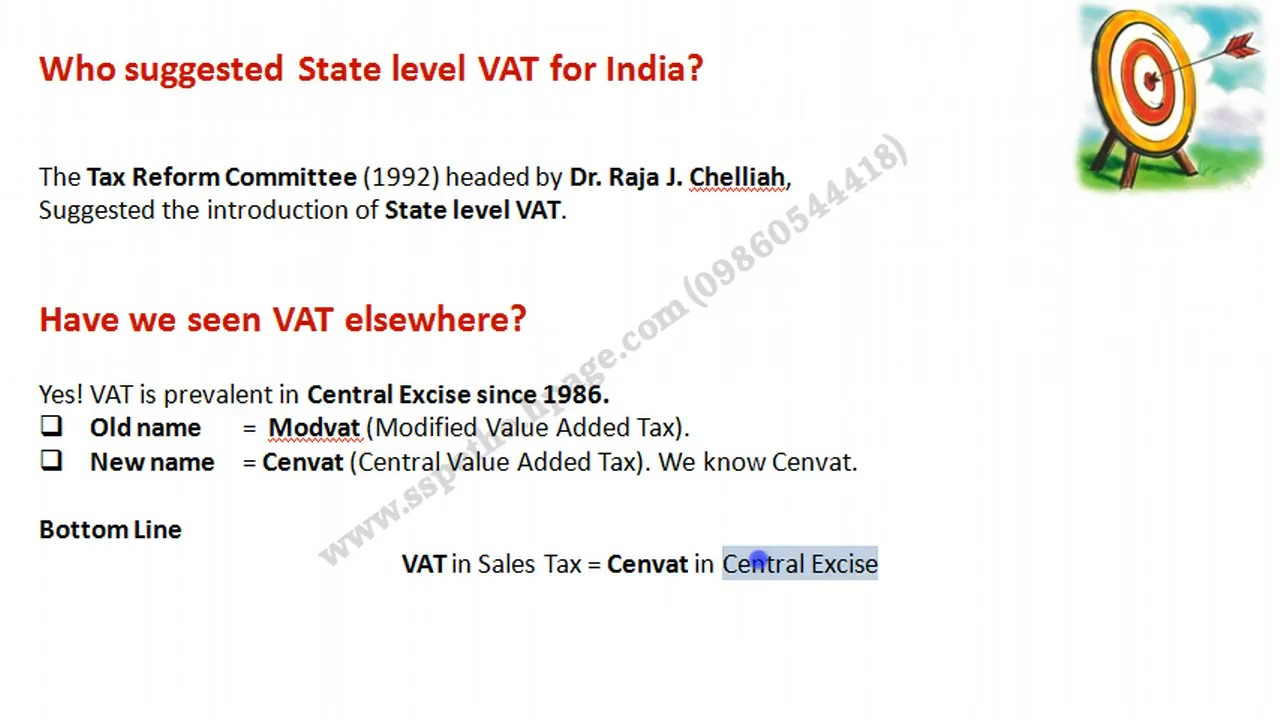 Who suggested State level VAT for India?
The Tax Reform Committee (1992) headed by Dr. Raja J. Chelliah,
Suggested the introduction of State level VAT.
Have we seen VAT elsewhere?
Yes! VAT is prevalent in Central Excise since 1986.
❑ Old name = Modvat (Modified Value Added Tax).
❑ New name = Cenvat (Central Value Added Tax). We know Cenvat.
Bottom Line
VAT in Sales Tax = Cenvat in Central Excise
(09860544418)